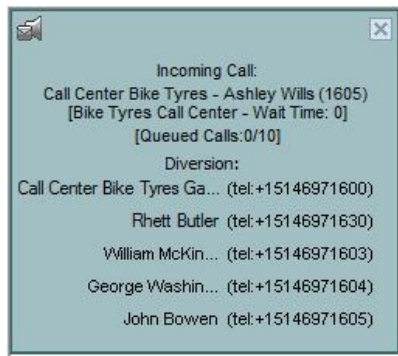 Incoming Call:
Call Center Bike Tyres - Ashley Wills (1605)
[Bike Tyres Call Center - Wait Time: 0]
[Queued Calls:0/10]
Diversion:
Call Center Bike Tyres Ga... (tel:+15146971600)
Rhett Butler (tel:+15146971630)
William McKin... (tel:+15146971603)
George Washin... (tel:+15146971604)
John Bowen (tel:+15146971605)